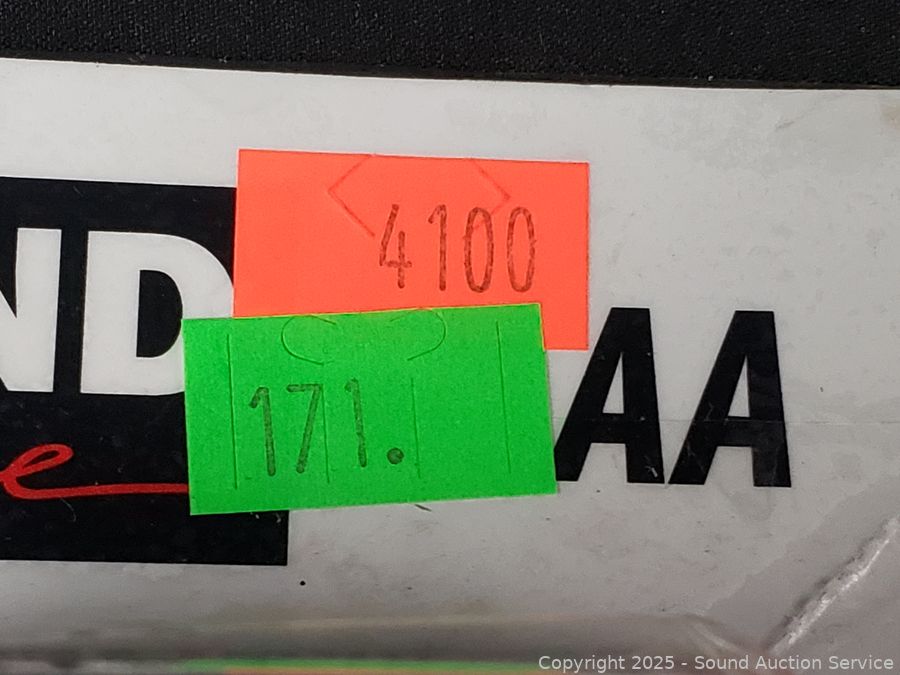 4100
ND
171.
AA
e
Copyright 2025 - Sound Auction Service